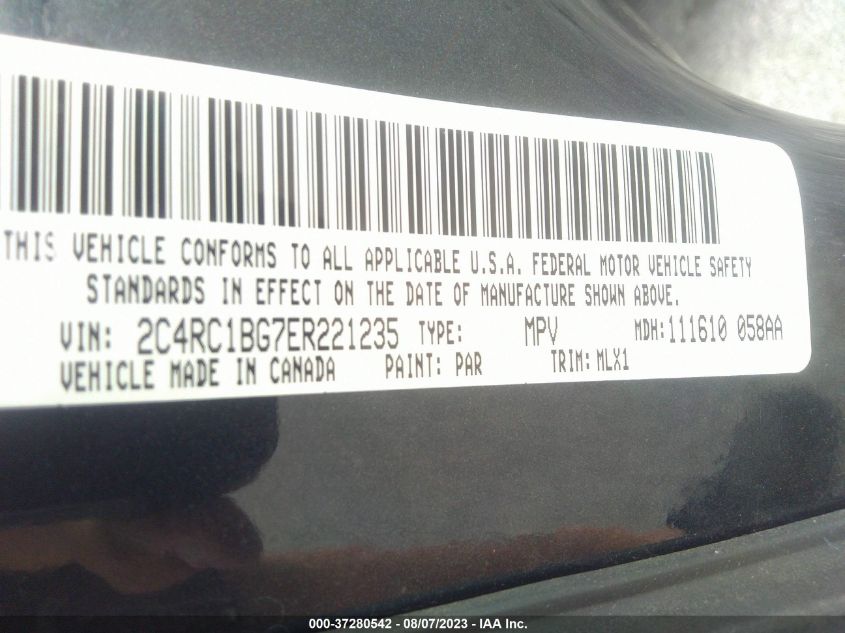 THIS VEHICLE CONFORMS TO ALL APPLICABLE U.S.A. FEDERAL MOTOR VEHICLE SAFETY
STANDARDS IN EFFECT ON THE DATE OF MANUFACTURE SHOWN ABOVE.
VIN: 2C4RC1BG7ER221235 TYPE: MPV MDH:111610 058AA
VEHICLE MADE IN CANADA PAINT: PAR TRIM: MLX1
000-37280542 - 08/07/2023 - IAA Inc.